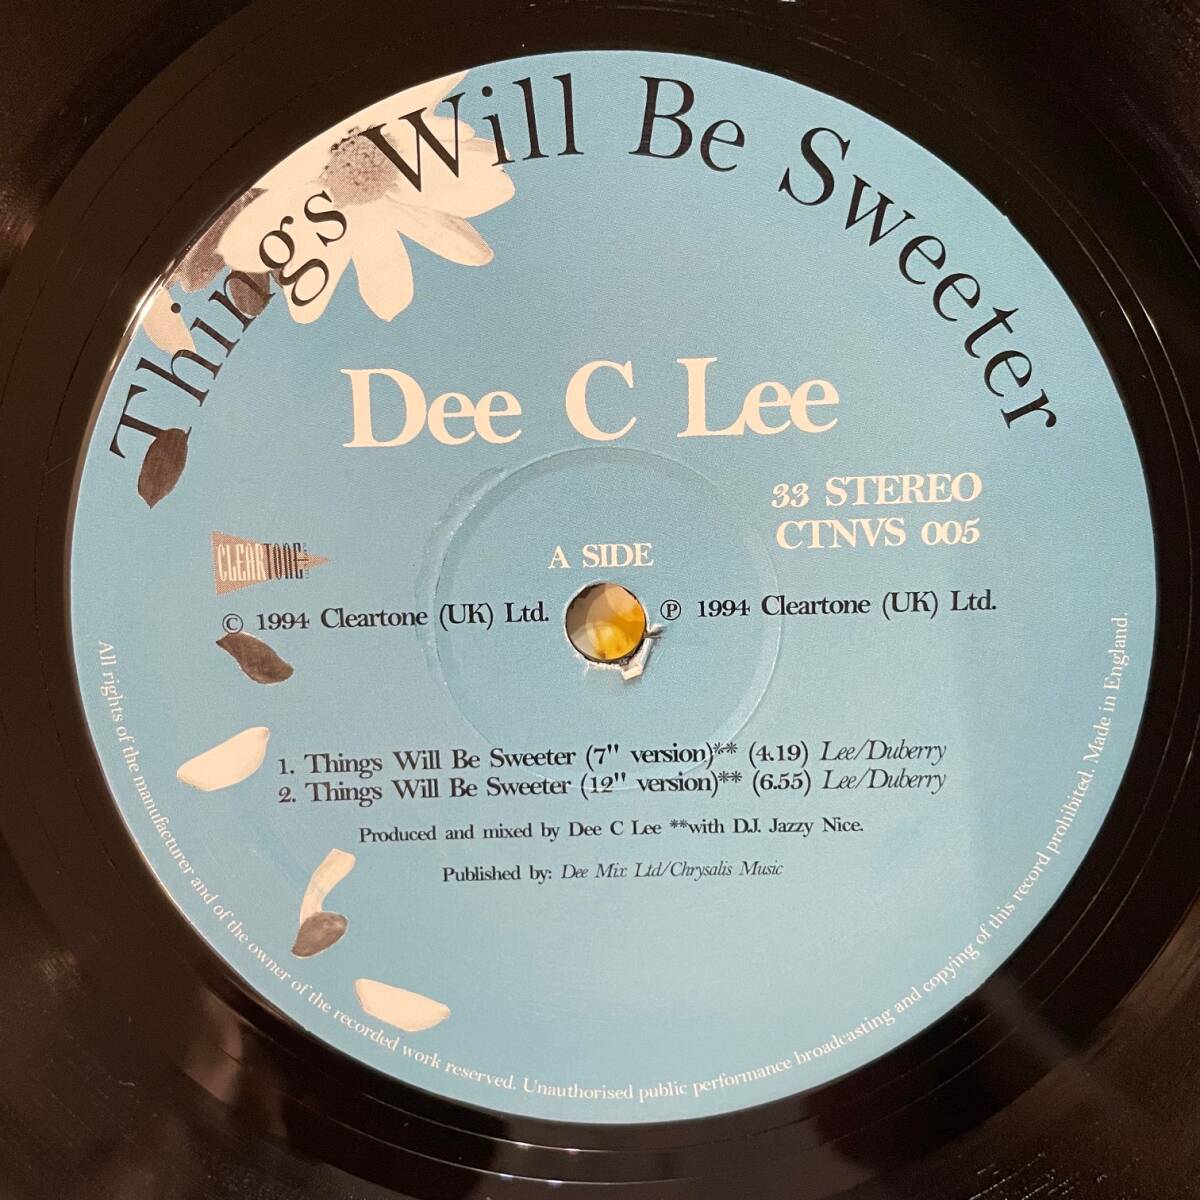 Things Will Be Sweeter
Dee C Lee
33 STEREO
CTNVS 005
A SIDE
CLEARTONE
© 1994 Cleartone (UK) Ltd.
℗ 1994 Cleartone (UK) Ltd.
1. Things Will Be Sweeter (7" version)** (4.19) Lee/Duberry
2. Things Will Be Sweeter (12" version)** (6.55) Lee/Duberry
Produced and mixed by Dee C Lee **with D.J. Jazzy Nice.
Published by: Dee Mix Ltd/Chrysalis Music
All rights of the manufacturer and of the owner of the recorded work reserved. Unauthorised public performance broadcasting and copying of this record prohibited. Made in England.